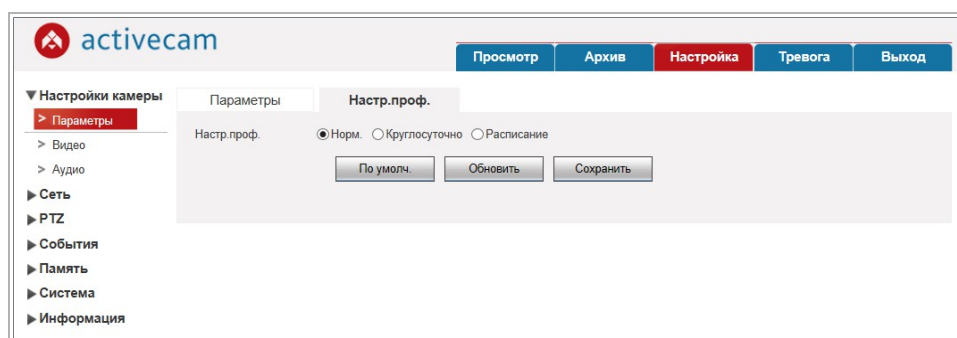 activecam
Просмотр Архив Настройка Тревога Выход
Настройки камеры
> Параметры
> Видео
> Аудио
Сеть
PTZ
События
Память
Система
Информация
Параметры Настр.проф.
Настр.проф. Норм. Круглосуточно Расписание
По умолч. Обновить Сохранить